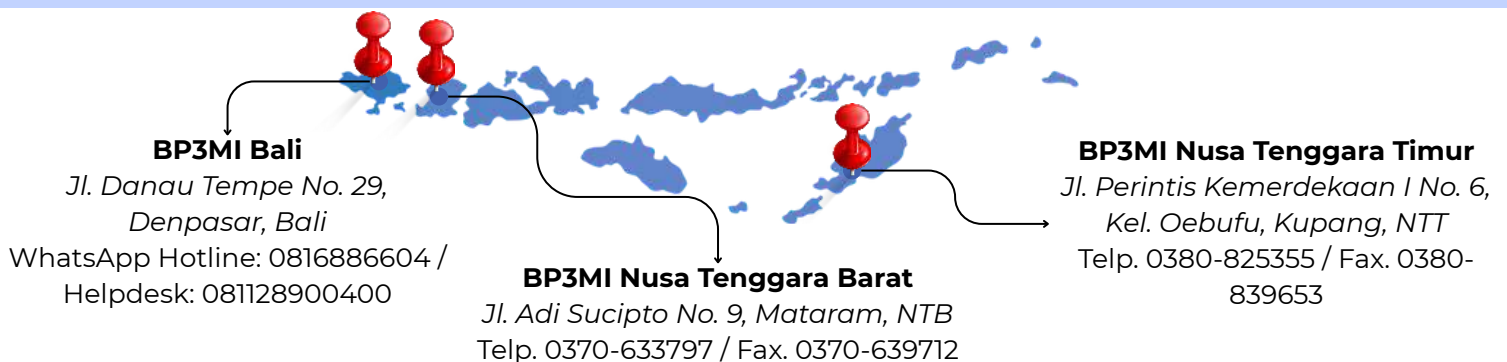 BP3MI Bali
Jl. Danau Tempe No. 29,
Denpasar, Bali
WhatsApp Hotline: 0816886604 /
Helpdesk: 081128900400
BP3MI Nusa Tenggara Barat
Jl. Adi Sucipto No. 9, Mataram, NTB
Telp. 0370-633797 / Fax. 0370-639712
BP3MI Nusa Tenggara Timur
Jl. Perintis Kemerdekaan I No. 6,
Kel. Oebufu, Kupang, NTT
Telp. 0380-825355 / Fax. 0380-
839653